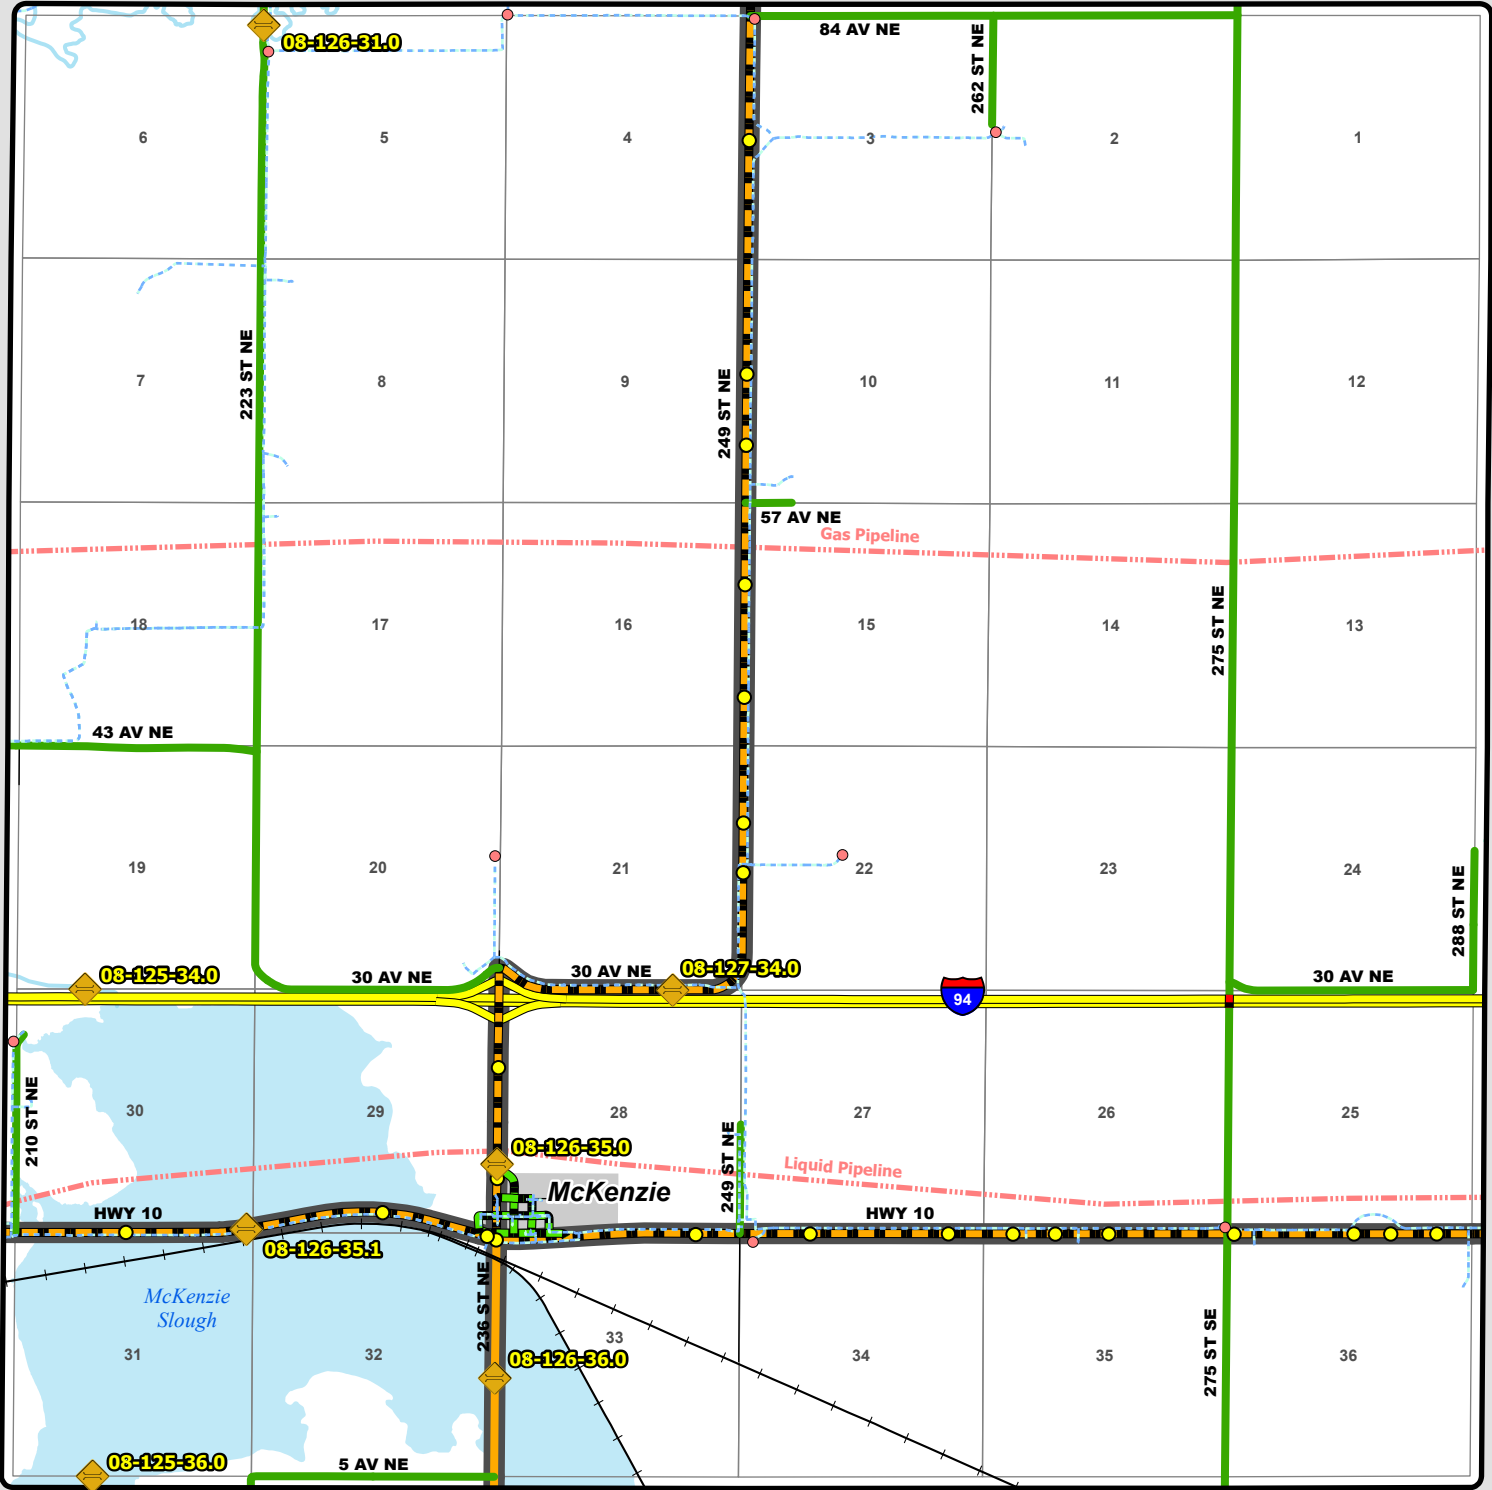 84 AV NE
262 ST NE
08-126-31.0
6
5
4
3
2
1
223 ST NE
249 ST NE
7
8
9
10
11
12
57 AV NE
Gas Pipeline
275 ST NE
18
17
16
15
14
13
43 AV NE
19
20
21
22
23
24
288 ST NE
08-125-34.0
30 AV NE
30 AV NE
08-127-34.0
94
30 AV NE
210 ST NE
30
29
28
27
26
25
08-126-35.0
249 ST NE
Liquid Pipeline
McKenzie
HWY 10
HWY 10
08-126-35.1
236 ST NE
McKenzie
Slough
31
32
33
34
35
36
08-126-36.0
275 ST SE
08-125-36.0
5 AV NE